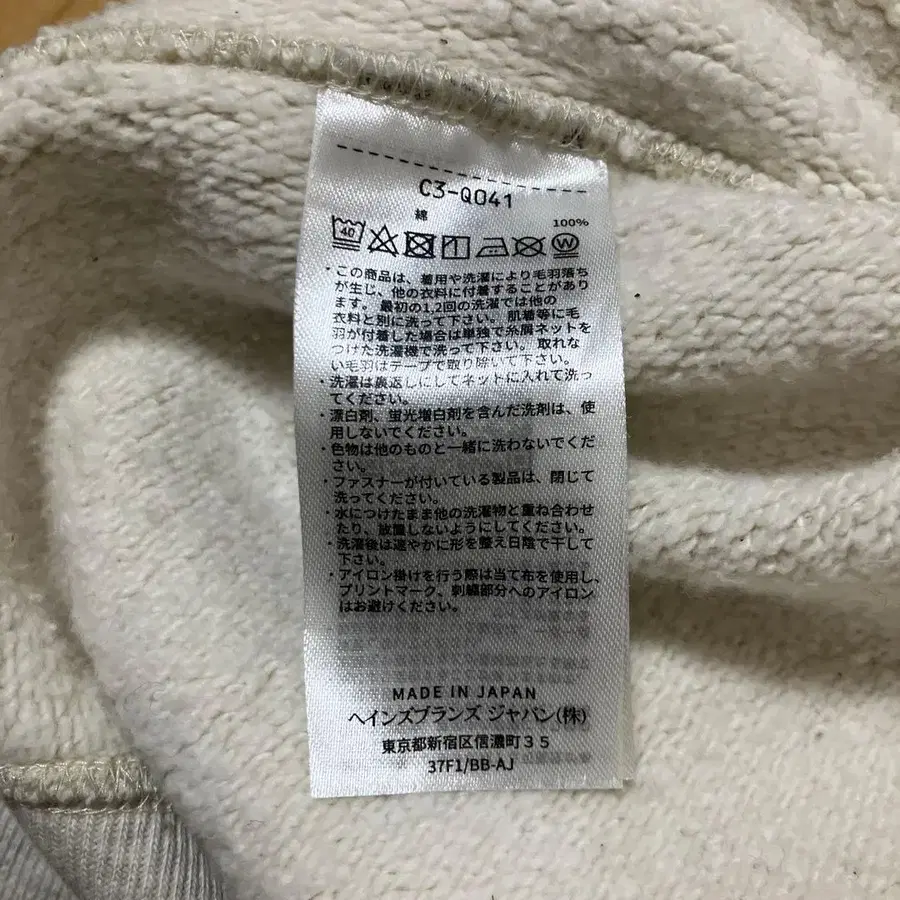 C3-Q041
綿 100%
40
W
・この商品は、着用や洗濯により毛羽落ち
が生じ、他の衣料に付着することがあり
ます。最初の1,2回の洗濯では他の
衣料と別に洗って下さい。肌着等に毛
羽が付着した場合は単独で糸屑ネットを
つけた洗濯機で洗って下さい。取れな
い毛羽はテープで取り除いて下さい。
・洗濯は裏返しにしてネットに入れて洗っ
てください。
・漂白剤、蛍光増白剤を含んだ洗剤は、使
用しないでください。
・色物は他のものと一緒に洗わないでくだ
さい。
・ファスナーが付いている製品は、閉じて
洗ってください。
・水につけたまま他の洗濯物と重ね合わせ
たり、放置しないようにしてください。
・洗濯後は速やかに形を整え日陰で干して
下さい。
・アイロン掛けを行う際は当て布を使用し、
プリントマーク、刺繍部分へのアイロン
はお避けください。
MADE IN JAPAN
ヘインズブランズ ジャパン(株)
東京都新宿区信濃町35
37F1/BB-AJ